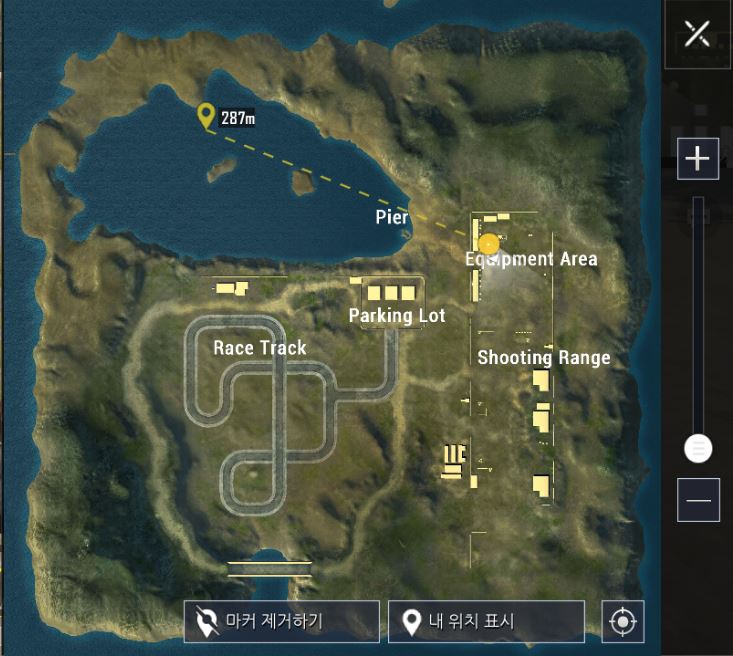 287m
Pier
Equipment Area
Parking Lot
Race Track
Shooting Range
마커 제거하기
내 위치 표시